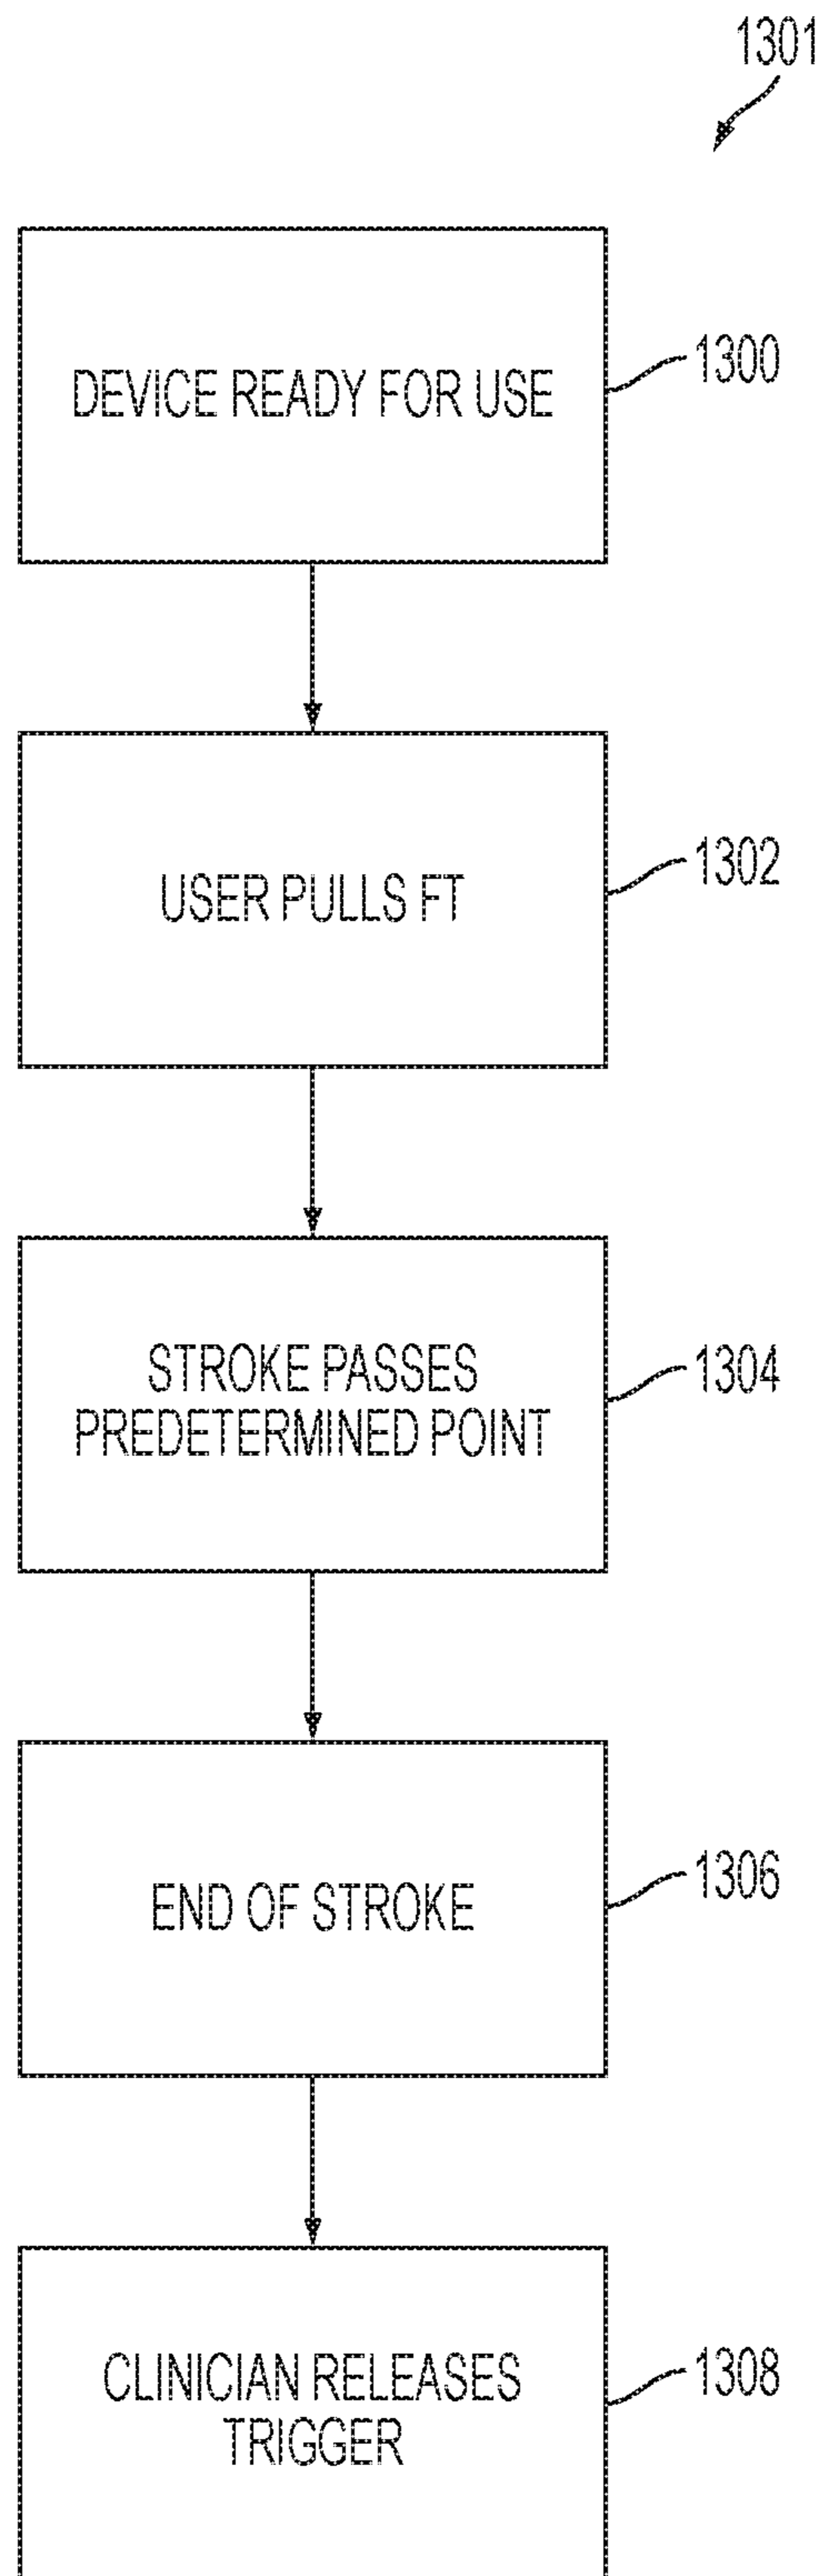 1301
DEVICE READY FOR USE
1300
USER PULLS FT
1302
STROKE PASSES
PREDETERMINED POINT
1304
END OF STROKE
1306
CLINICIAN RELEASES
TRIGGER
1308